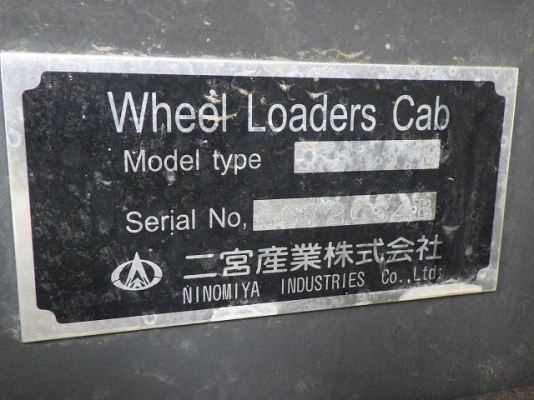 Wheel Loaders Cab
Model type
Serial No,
二宮産業株式会社
NINOMIYA INDUSTRIES Co.,Ltd.